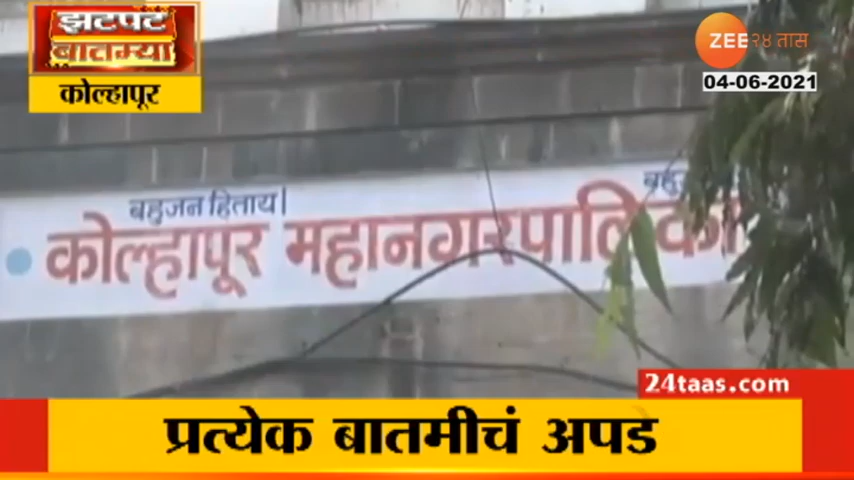 झटपट
बातम्या
कोल्हापूर
ZEE २४ तास
04-06-2021
बहुजन हिताय।
कोल्हापूर महानगरपालिका
24taas.com
प्रत्येक बातमीचं अपडे